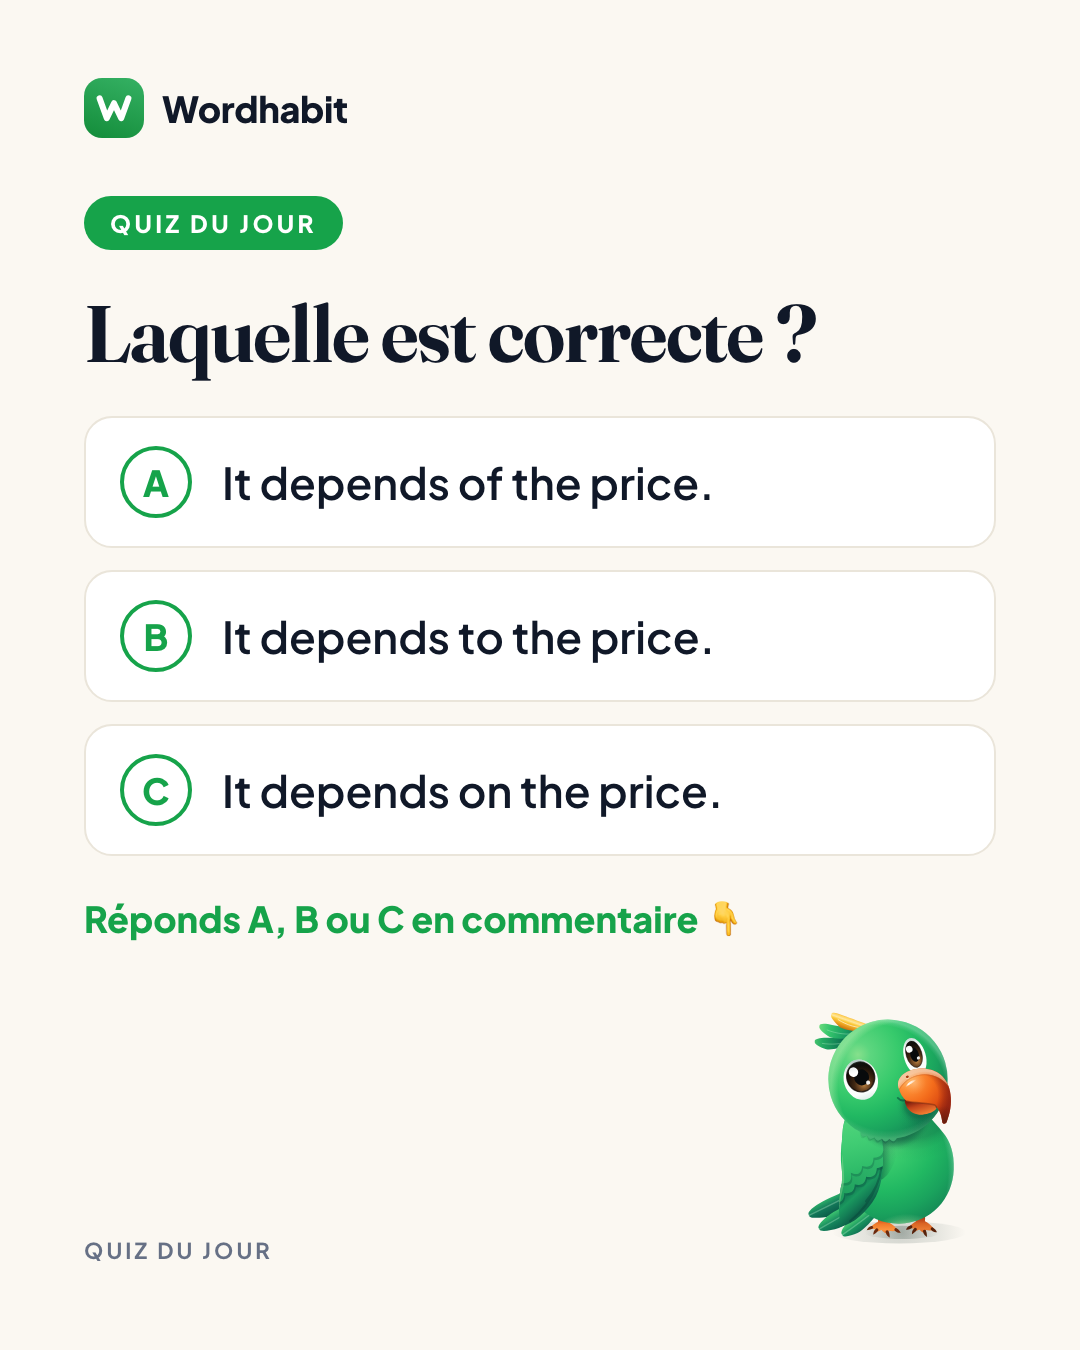 Wordhabit
QUIZ DU JOUR
Laquelle est correcte ?
A It depends of the price.
B It depends to the price.
C It depends on the price.
Réponds A, B ou C en commentaire 👇
QUIZ DU JOUR